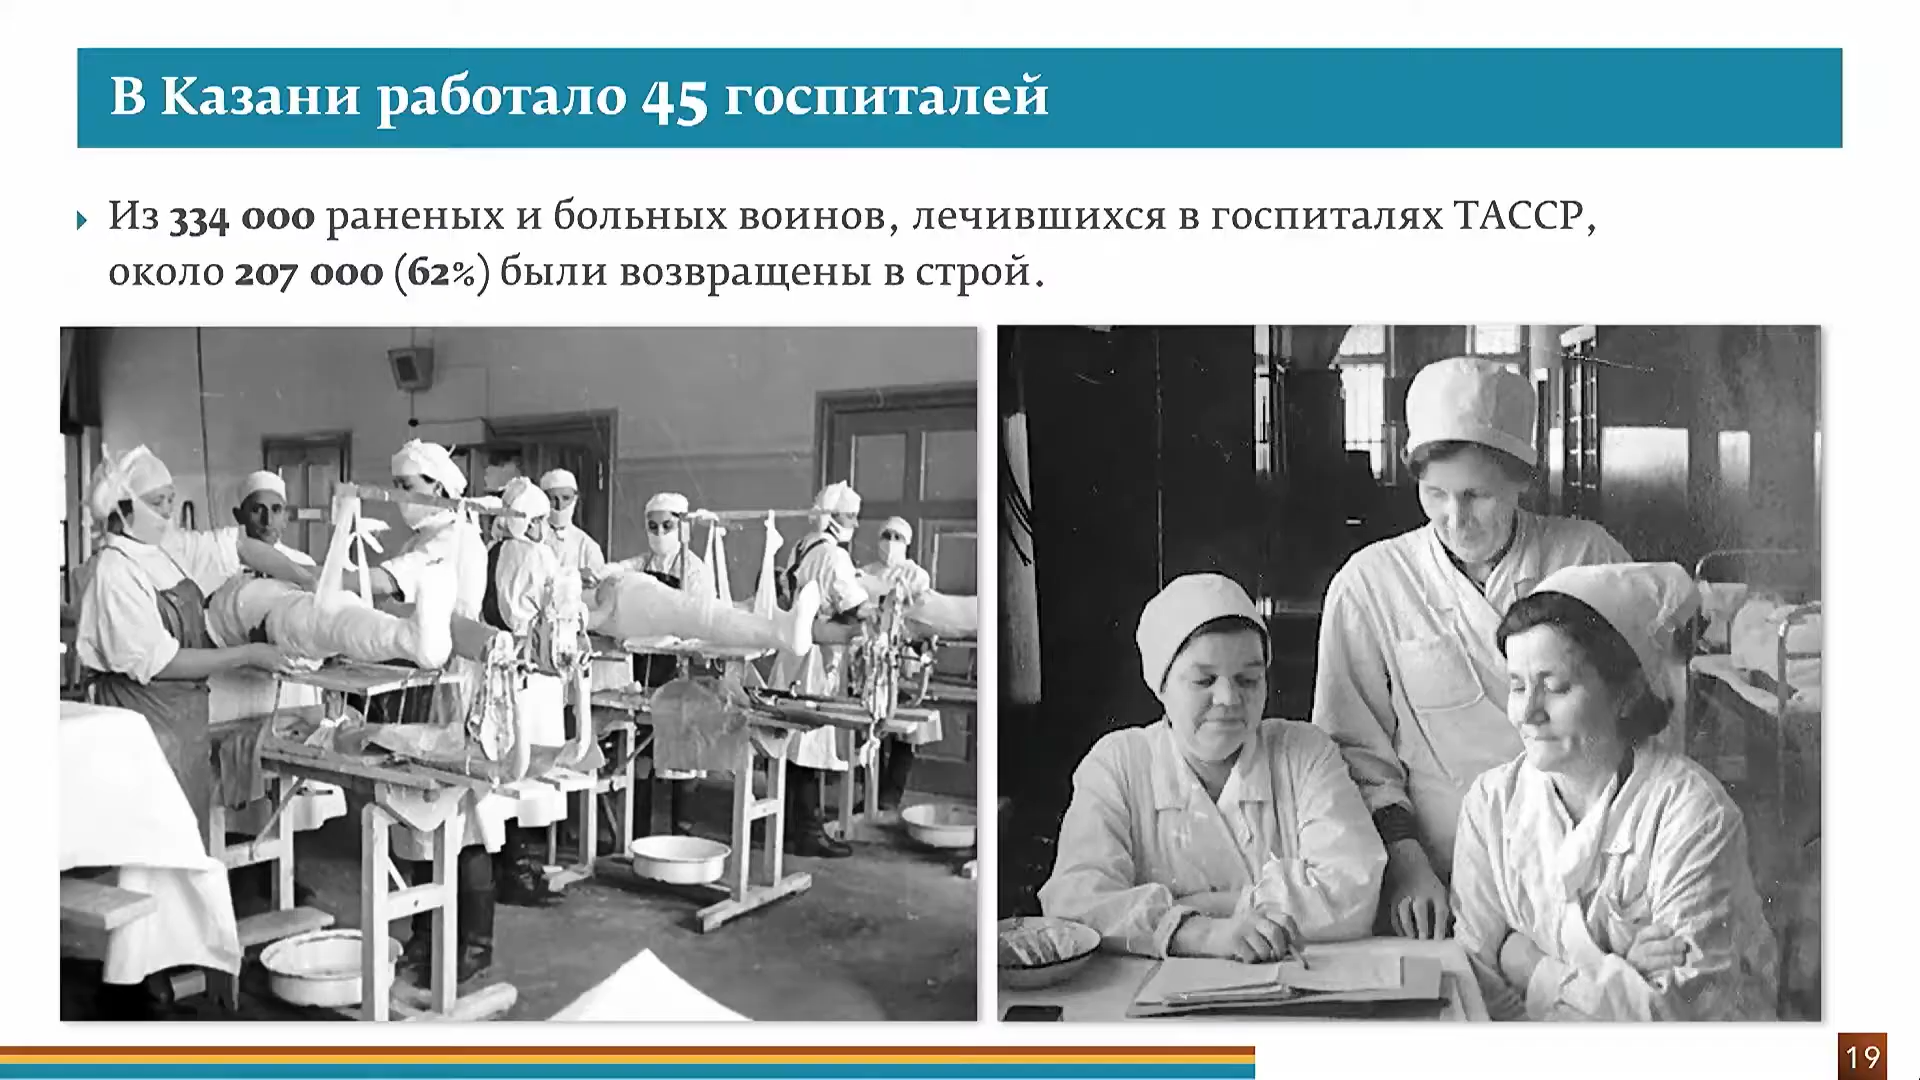 В Казани работало 45 госпиталей
Из 334 000 раненых и больных воинов, лечившихся в госпиталях ТАССР,
около 207 000 (62%) были возвращены в строй.
19